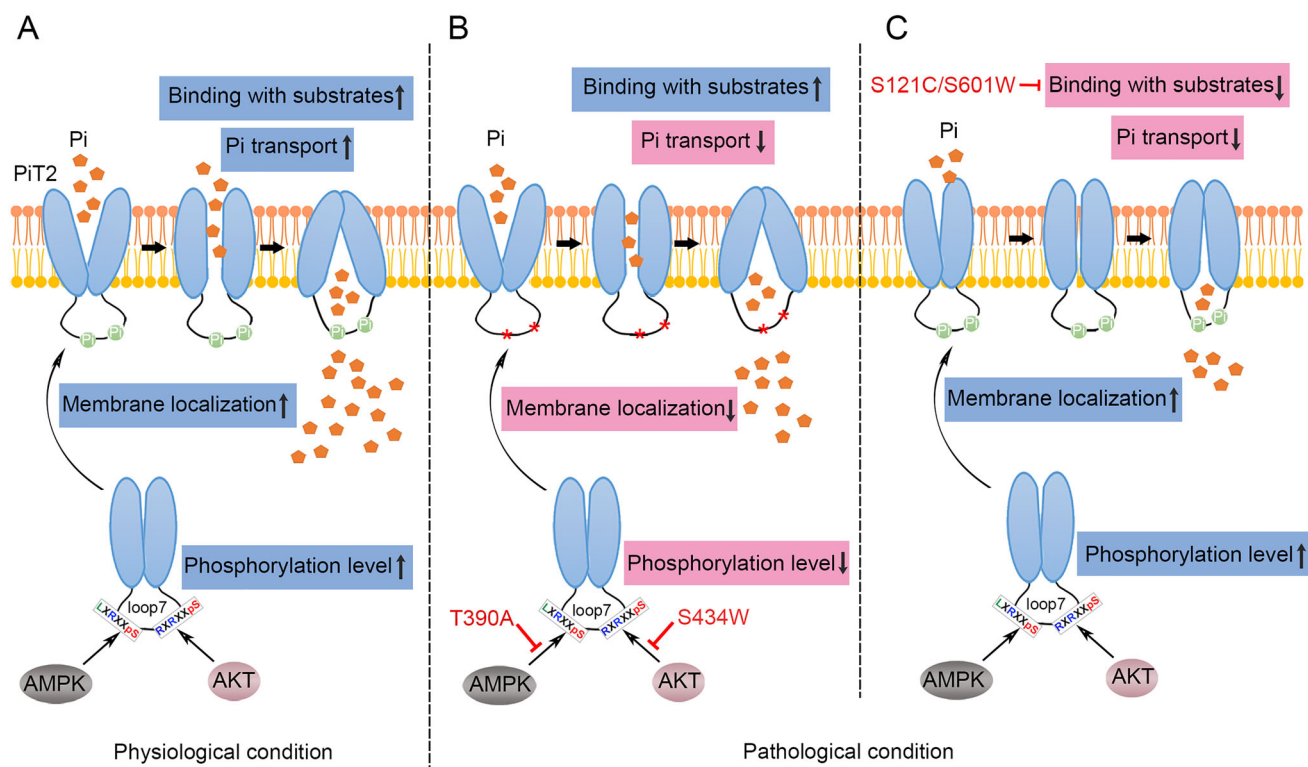 A
Binding with substrates↑
Pi
Pi transport↑
PiT2
Pi Pi
Pi Pi
Pi Pi
Membrane localization↑
Phosphorylation level↑
loop7
LXRXXpS
RXRXXpS
AMPK
AKT
Physiological condition
B
Binding with substrates↑
Pi
Pi transport↓
* *
* *
* *
Membrane localization↓
Phosphorylation level↓
loop7
LXRXXpS
RXRXXpS
T390A
S434W
AMPK
AKT
C
S121C/S601W
Binding with substrates↓
Pi
Pi transport↓
Pi Pi
Pi Pi
Pi Pi
Membrane localization↑
Phosphorylation level↑
loop7
LXRXXpS
RXRXXpS
AMPK
AKT
Pathological condition